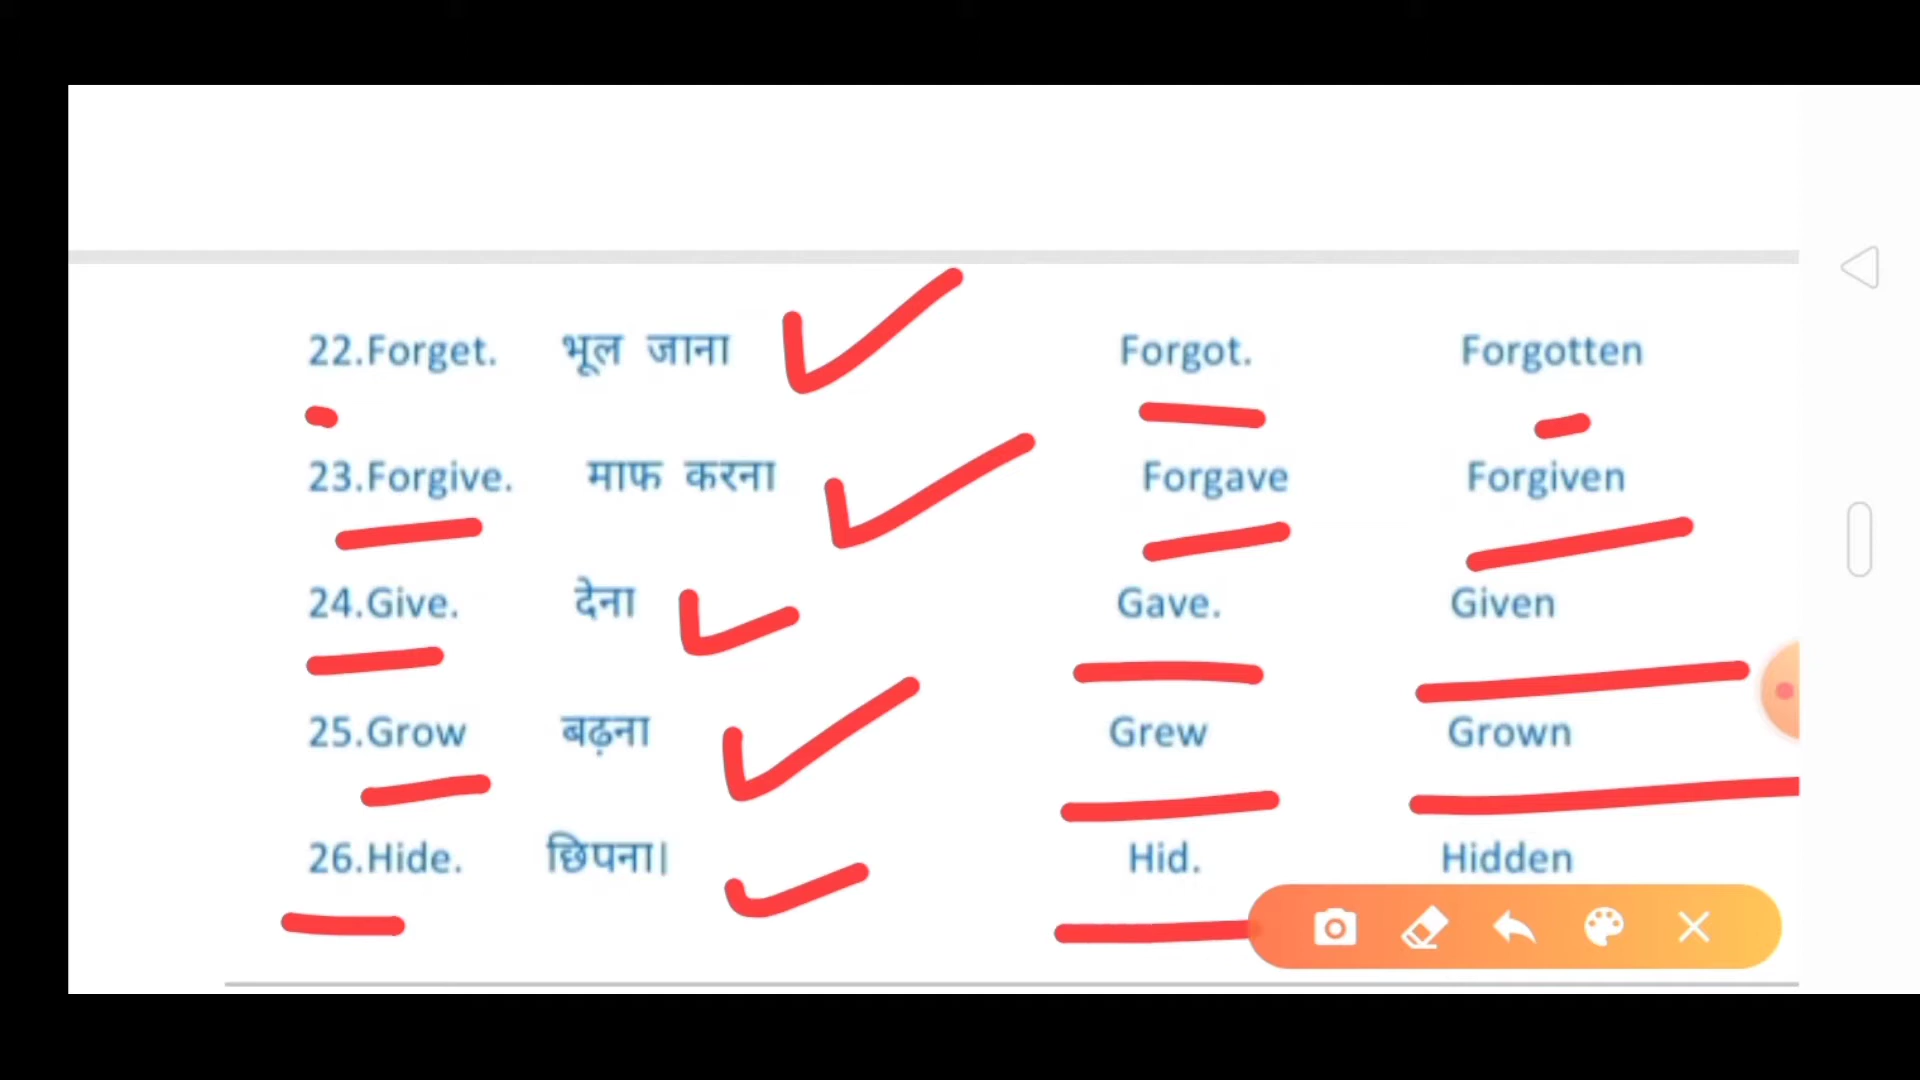 22.Forget. भूल जाना Forgot. Forgotten
23.Forgive. माफ करना Forgave Forgiven
24.Give. देना Gave. Given
25.Grow बढ़ना Grew Grown
26.Hide. छिपना| Hid. Hidden